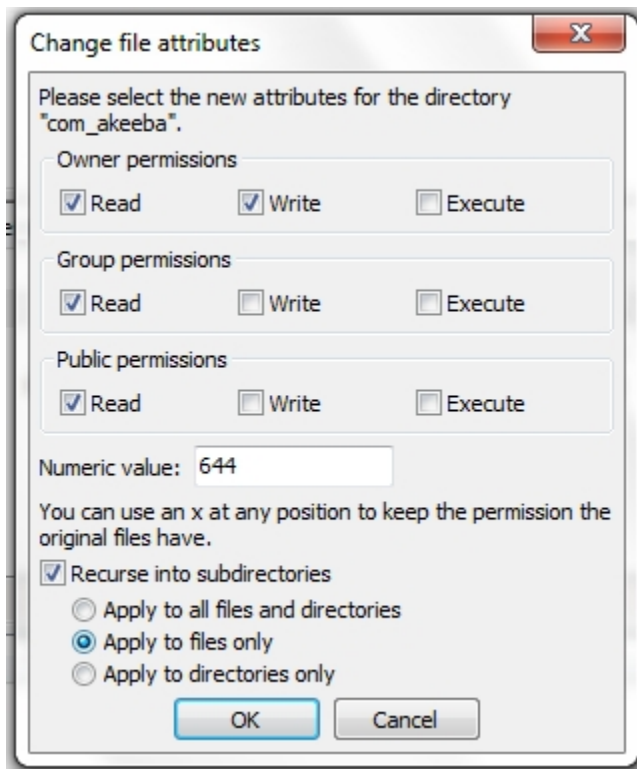 Change file attributes
Please select the new attributes for the directory
"com_akeeba".
Owner permissions
Read Write Execute
Group permissions
Read Write Execute
Public permissions
Read Write Execute
Numeric value: 644
You can use an x at any position to keep the permission the
original files have.
Recurse into subdirectories
Apply to all files and directories
Apply to files only
Apply to directories only
OK Cancel